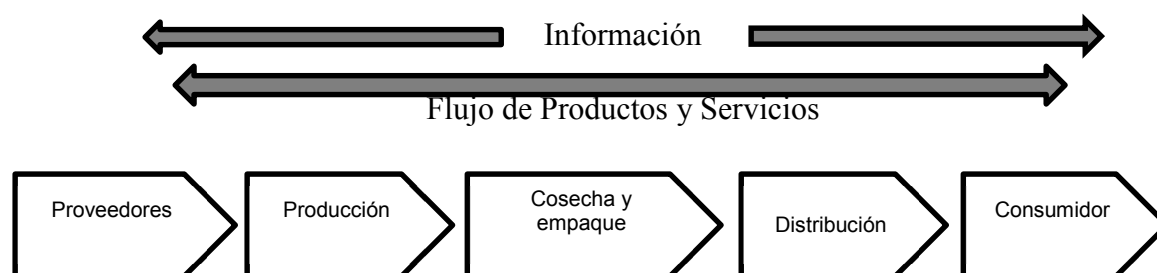 Información
Flujo de Productos y Servicios
Proveedores
Producción
Cosecha y
empaque
Distribución
Consumidor